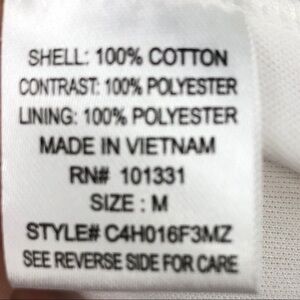 SHELL: 100% COTTON
CONTRAST: 100% POLYESTER
LINING: 100% POLYESTER
MADE IN VIETNAM
RN# 101331
SIZE : M
STYLE# C4H016F3MZ
SEE REVERSE SIDE FOR CARE